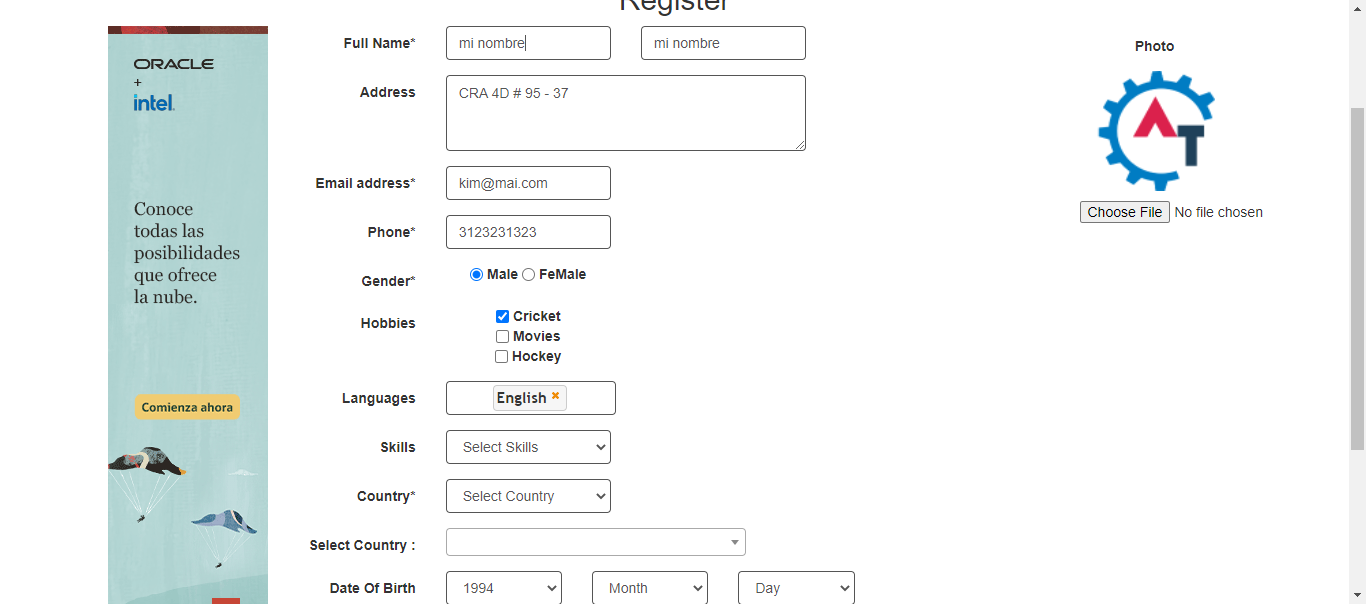 Register
ORACLE
+
intel.
Conoce
todas las
posibilidades
que ofrece
la nube.
Comienza ahora
Full Name* mi nombre mi nombre
Address CRA 4D # 95 - 37
Email address* kim@mai.com
Phone* 3123231323
Gender* Male FeMale
Hobbies Cricket
Movies
Hockey
Languages English
Skills Select Skills
Country* Select Country
Select Country :
Date Of Birth 1994 Month Day
Photo
AT
Choose File No file chosen